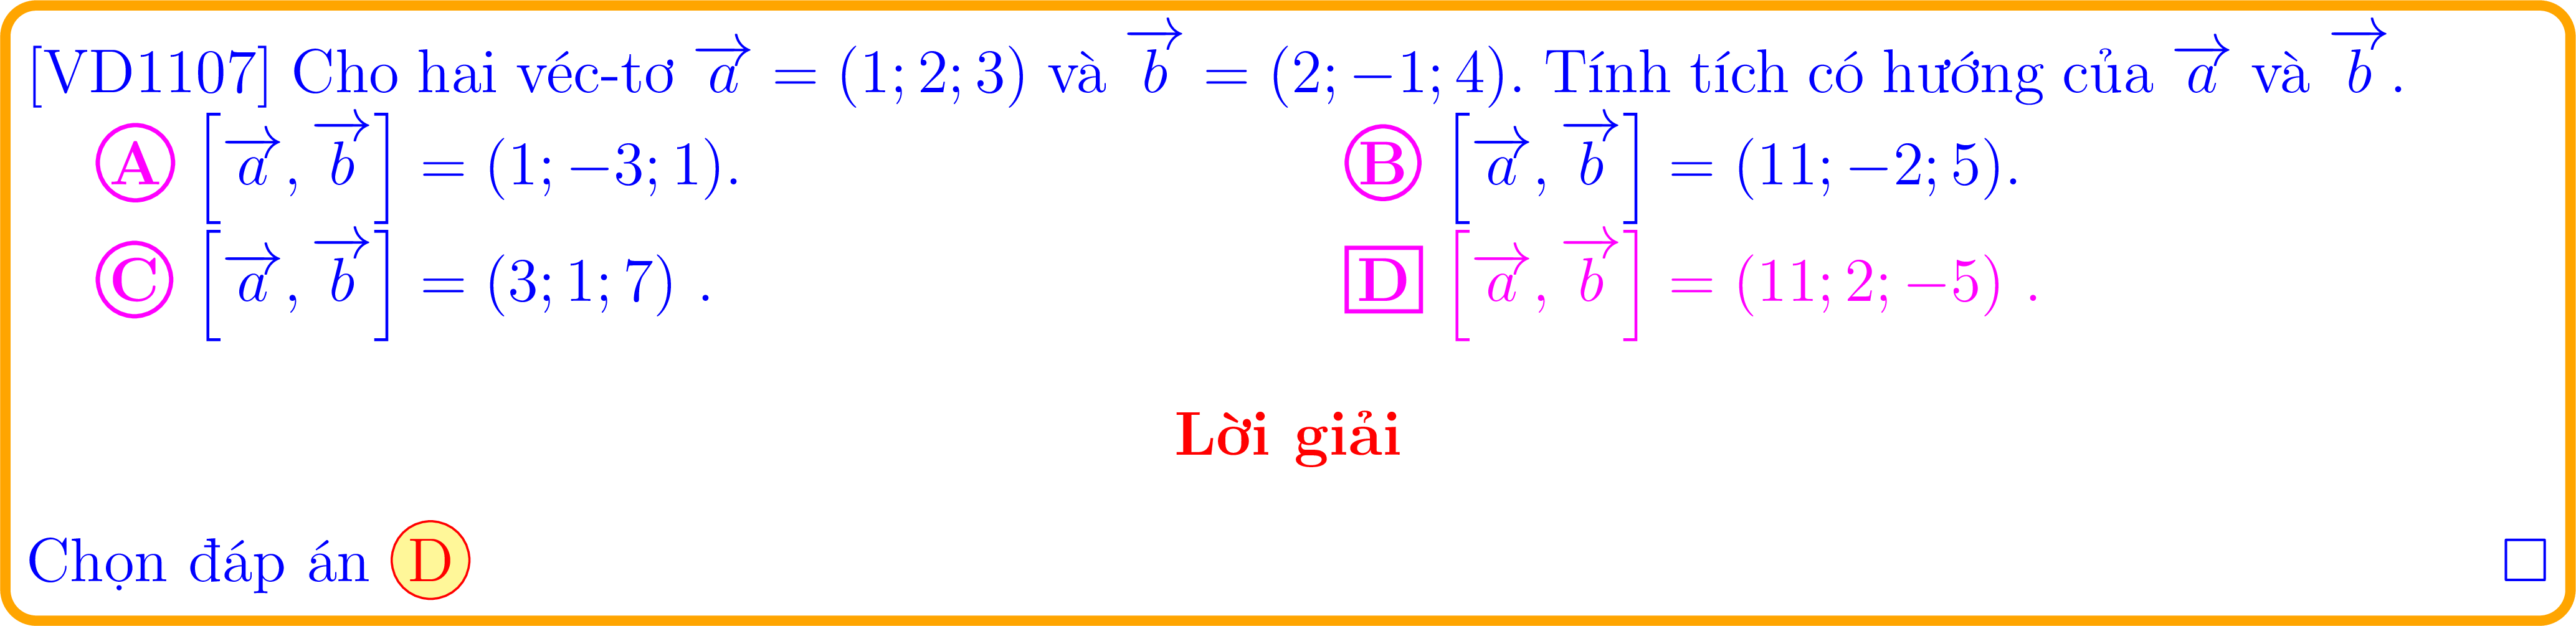 [VD1107] Cho hai véc-tơ $\overrightarrow{a} = (1; 2; 3)$ và $\overrightarrow{b} = (2; -1; 4)$. Tính tích có hướng của $\overrightarrow{a}$ và $\overrightarrow{b}$.
A $\left[\overrightarrow{a}, \overrightarrow{b}\right] = (1; -3; 1)$. B $\left[\overrightarrow{a}, \overrightarrow{b}\right] = (11; -2; 5)$.
C $\left[\overrightarrow{a}, \overrightarrow{b}\right] = (3; 1; 7)$ . D $\left[\overrightarrow{a}, \overrightarrow{b}\right] = (11; 2; -5)$ .
Lời giải
Chọn đáp án D □